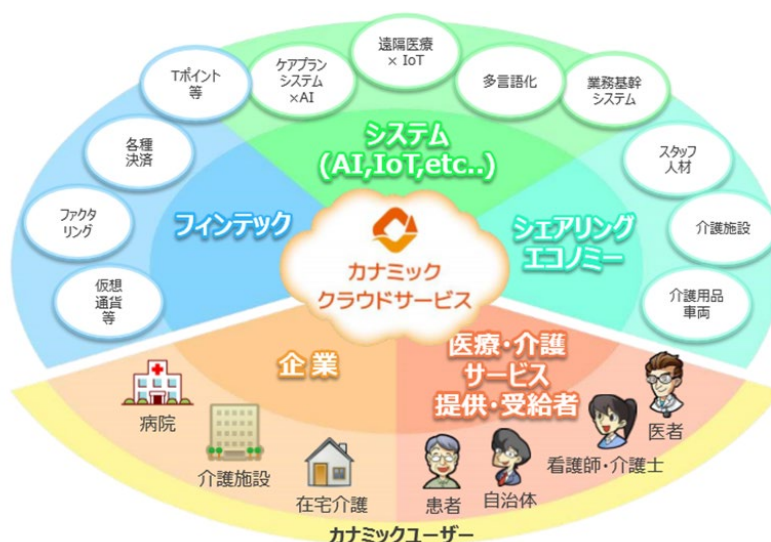 遠隔医療
× IoT
ケアプラン
システム
×AI
多言語化
Tポイント
等
業務基幹
システム
各種
決済
システム
(AI,IoT,etc..)
スタッフ
人材
ファクタ
リング
フィンテック
シェアリング
エコノミー
介護施設
カナミック
クラウドサービス
仮想
通貨
等
介護用品
車両
企業
医療・介護
サービス
提供・受給者
病院
介護施設
在宅介護
患者
自治体
看護師・介護士
医者
カナミックユーザー